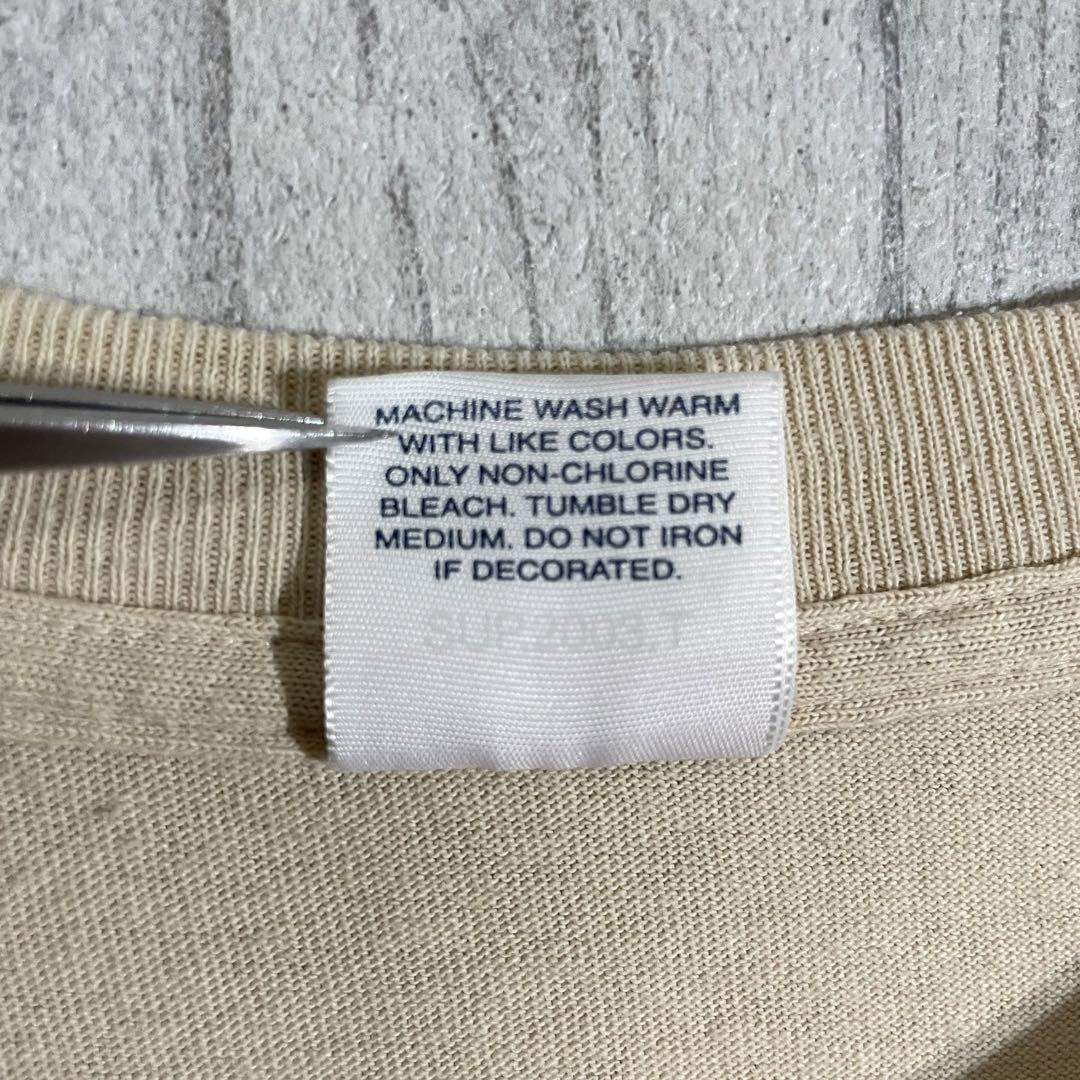 MACHINE WASH WARM
WITH LIKE COLORS.
ONLY NON-CHLORINE
BLEACH. TUMBLE DRY
MEDIUM. DO NOT IRON
IF DECORATED.